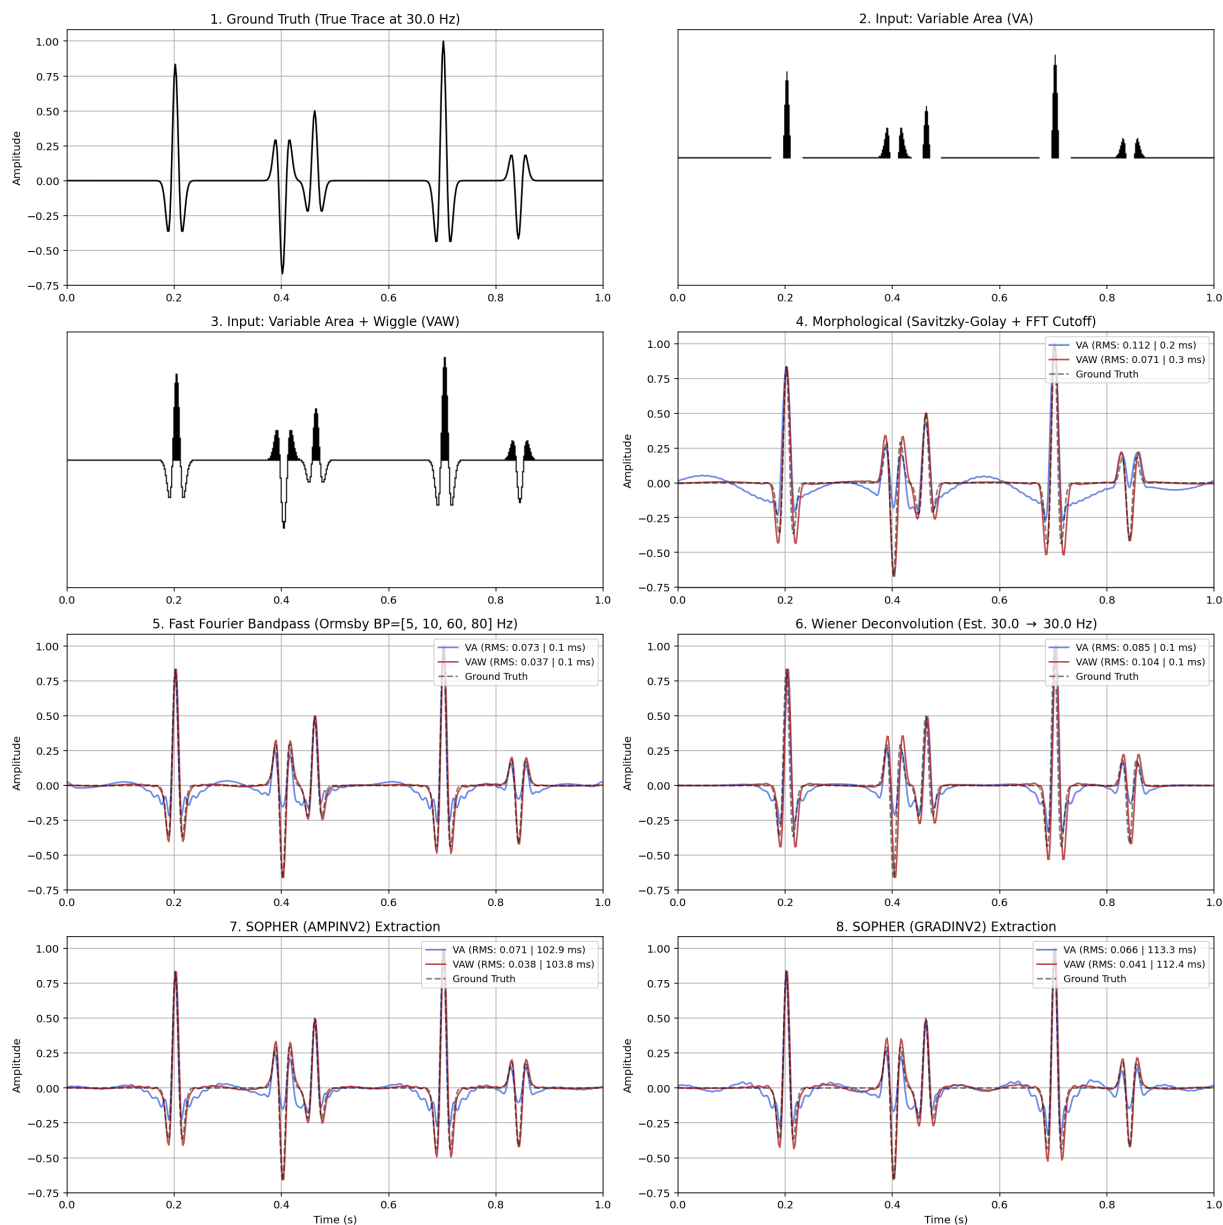 1. Ground Truth (True Trace at 30.0 Hz)
1.00
0.75
0.50
0.25
0.00
−0.25
−0.50
−0.75
Amplitude
0.0 0.2 0.4 0.6 0.8 1.0
2. Input: Variable Area (VA)
0.0 0.2 0.4 0.6 0.8 1.0
3. Input: Variable Area + Wiggle (VAW)
0.0 0.2 0.4 0.6 0.8 1.0
4. Morphological (Savitzky-Golay + FFT Cutoff)
VA (RMS: 0.112 | 0.2 ms)
VAW (RMS: 0.071 | 0.3 ms)
Ground Truth
1.00
0.75
0.50
0.25
0.00
−0.25
−0.50
−0.75
Amplitude
0.0 0.2 0.4 0.6 0.8 1.0
5. Fast Fourier Bandpass (Ormsby BP=[5, 10, 60, 80] Hz)
VA (RMS: 0.073 | 0.1 ms)
VAW (RMS: 0.037 | 0.1 ms)
Ground Truth
1.00
0.75
0.50
0.25
0.00
−0.25
−0.50
−0.75
Amplitude
0.0 0.2 0.4 0.6 0.8 1.0
6. Wiener Deconvolution (Est. 30.0 → 30.0 Hz)
VA (RMS: 0.085 | 0.1 ms)
VAW (RMS: 0.104 | 0.1 ms)
Ground Truth
1.00
0.75
0.50
0.25
0.00
−0.25
−0.50
−0.75
Amplitude
0.0 0.2 0.4 0.6 0.8 1.0
7. SOPHER (AMPINV2) Extraction
VA (RMS: 0.071 | 102.9 ms)
VAW (RMS: 0.038 | 103.8 ms)
Ground Truth
1.00
0.75
0.50
0.25
0.00
−0.25
−0.50
−0.75
Amplitude
0.0 0.2 0.4 0.6 0.8 1.0
Time (s)
8. SOPHER (GRADINV2) Extraction
VA (RMS: 0.066 | 113.3 ms)
VAW (RMS: 0.041 | 112.4 ms)
Ground Truth
1.00
0.75
0.50
0.25
0.00
−0.25
−0.50
−0.75
Amplitude
0.0 0.2 0.4 0.6 0.8 1.0
Time (s)